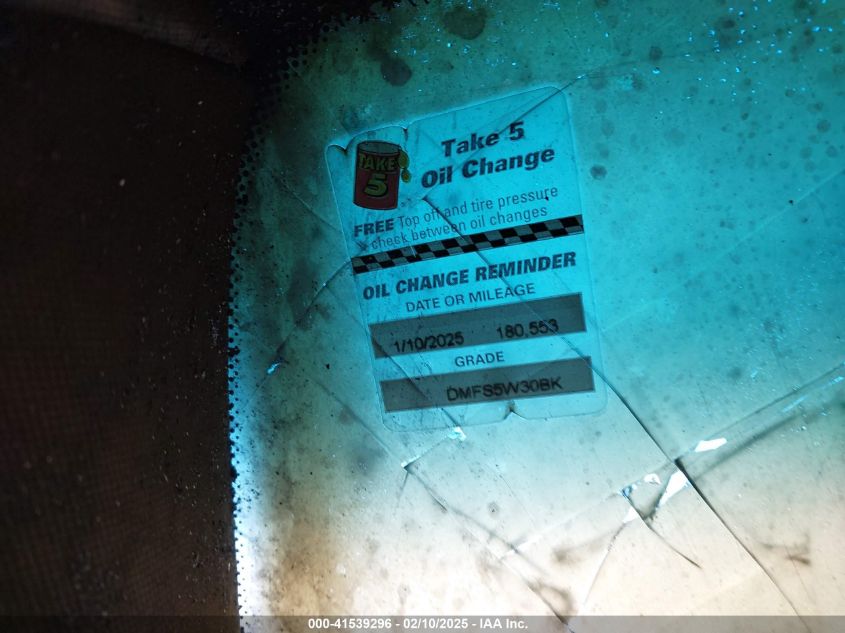 TAKE
5
Take 5
Oil Change
FREE Top off and tire pressure
check between oil changes
OIL CHANGE REMINDER
DATE OR MILEAGE
1/10/2025 180,553
GRADE
DMFS5W30BK
000-41539296 - 02/10/2025 - IAA Inc.